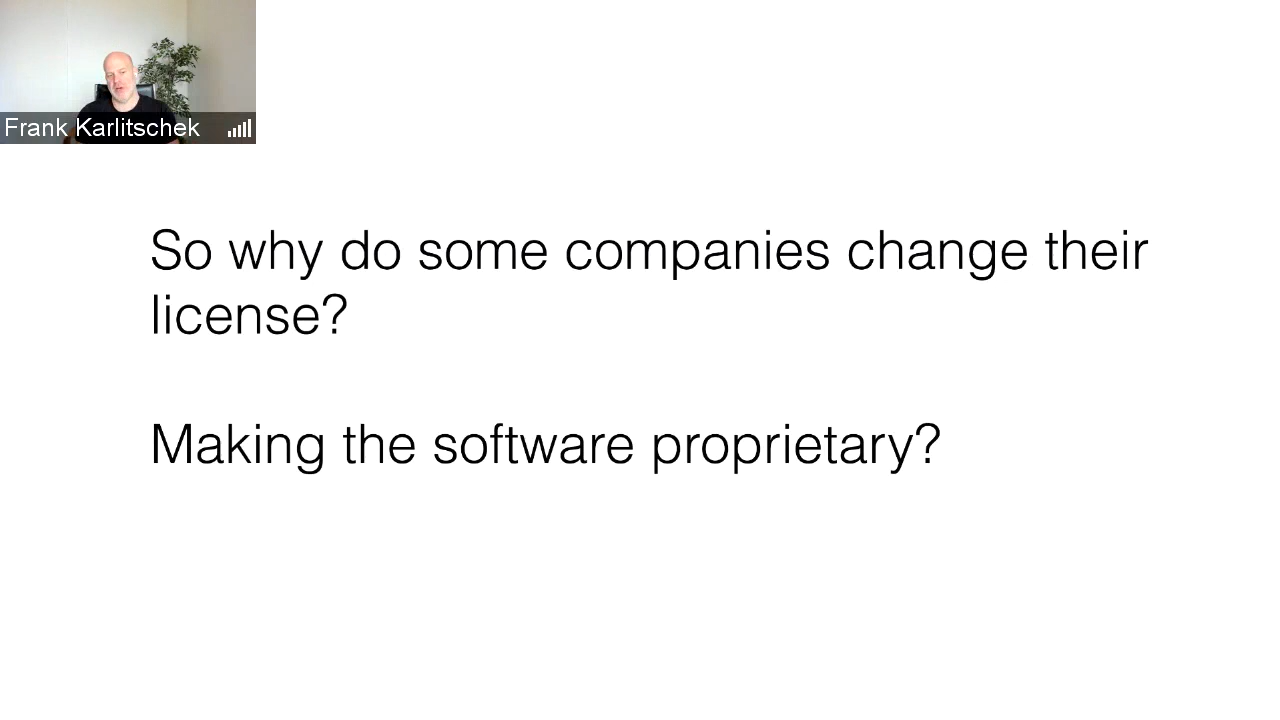 Frank Karlitschek
So why do some companies change their
license?
Making the software proprietary?